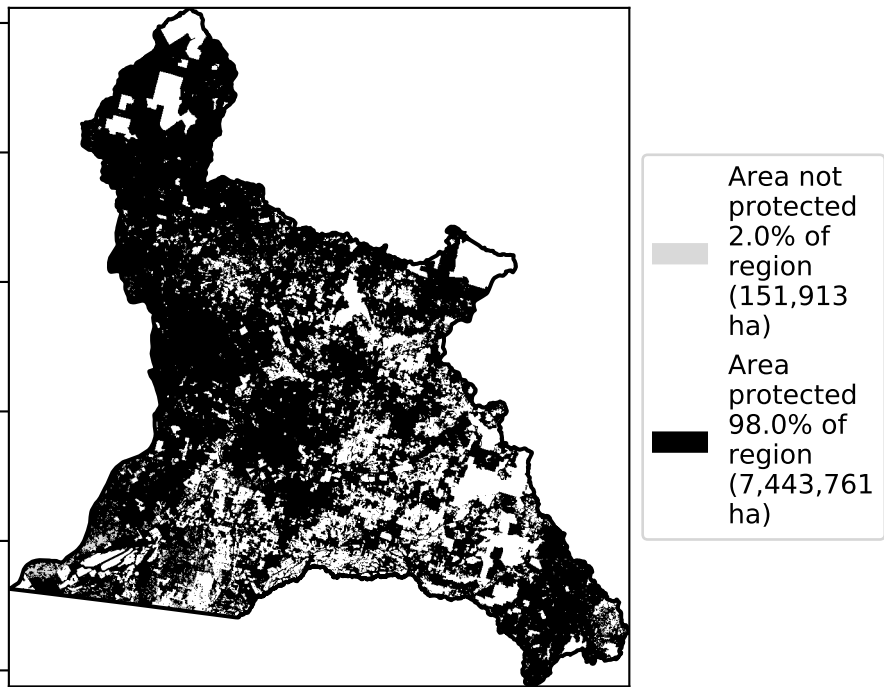 Area not
protected
2.0% of
region
(151,913
ha)
Area
protected
98.0% of
region
(7,443,761
ha)